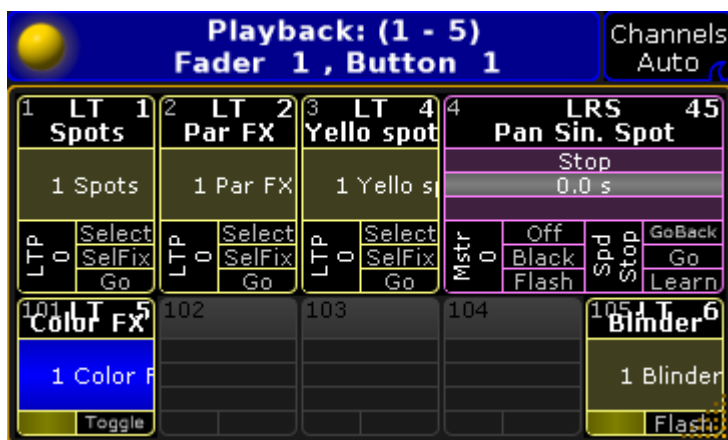 Playback: (1 - 5)
Fader 1 , Button 1
Channels
Auto
1 LT 1
Spots
1 Spots
LTP
0
Select
SelFix
Go
2 LT 2
Par FX
1 Par FX
LTP
0
Select
SelFix
Go
3 LT 4
Yello spot
1 Yello s
LTP
0
Select
SelFix
Go
4 LRS 45
Pan Sin. Spot
Stop
0.0 s
Mstr
0
Off
Black
Flash
Spd
Stop
GoBack
Go
Learn
101 LT 5
Color FX
1 Color F
Toggle
102
103
104
105 LT 6
Blinder
1 Blinder
Flash